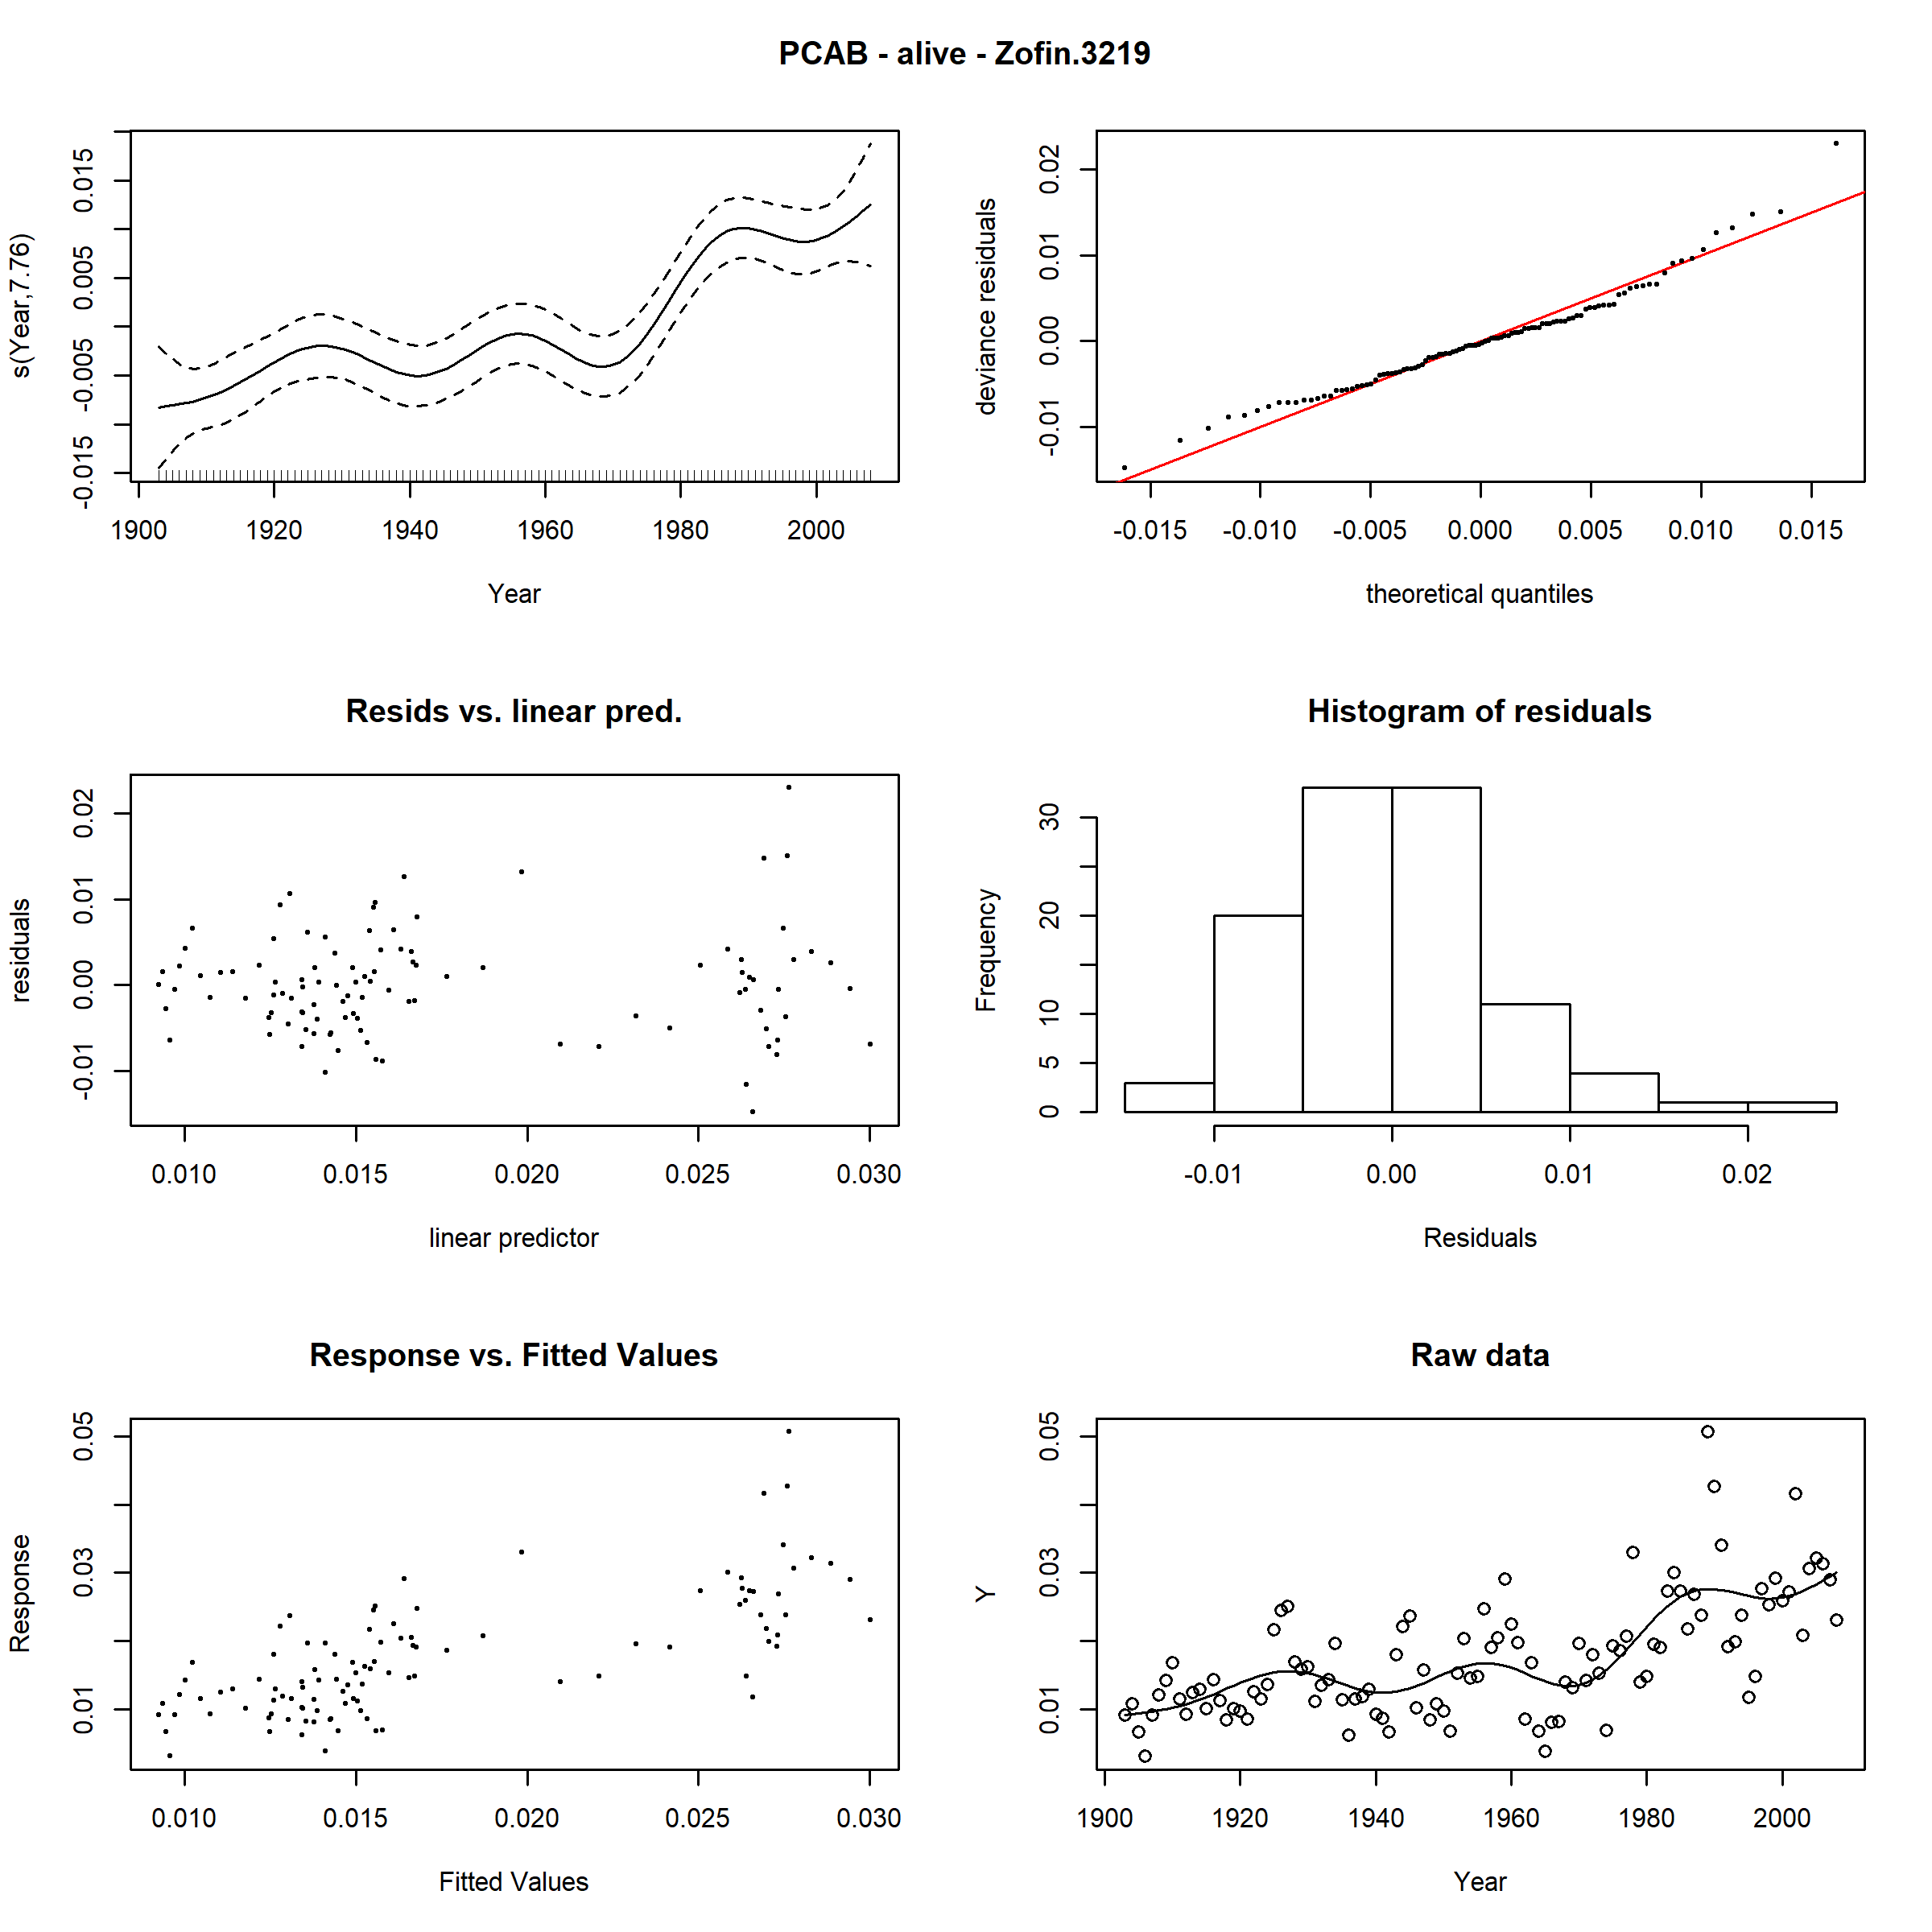 PCAB - alive - Zofin.3219
s(Year,7.76)
-0.015 -0.005 0.005 0.015
1900 1920 1940 1960 1980 2000
Year
deviance residuals
-0.01 0.00 0.01 0.02
-0.015 -0.010 -0.005 0.000 0.005 0.010 0.015
theoretical quantiles
Resids vs. linear pred.
residuals
-0.01 0.00 0.01 0.02
0.010 0.015 0.020 0.025 0.030
linear predictor
Histogram of residuals
Frequency
0 5 10 20 30
-0.01 0.00 0.01 0.02
Residuals
Response vs. Fitted Values
Response
0.01 0.03 0.05
0.010 0.015 0.020 0.025 0.030
Fitted Values
Raw data
Y
0.01 0.03 0.05
1900 1920 1940 1960 1980 2000
Year